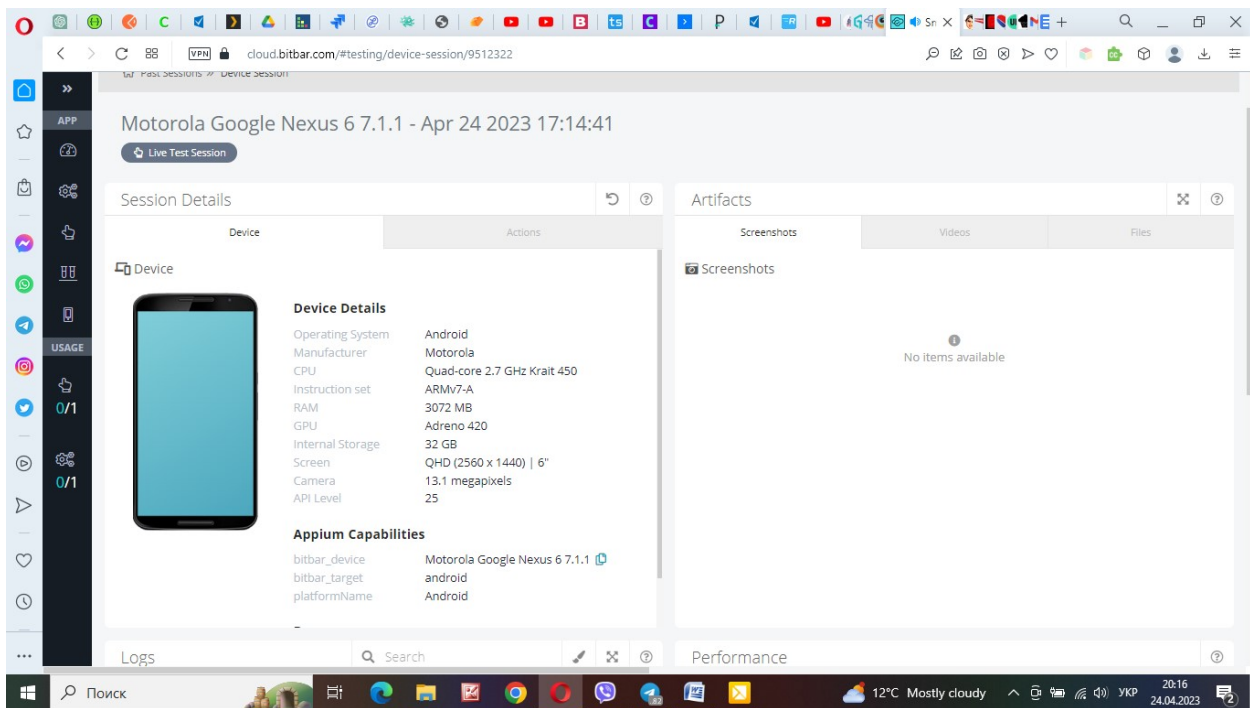 Sn
VPN cloud.bitbar.com/#testing/device-session/9512322
Past Sessions » Device Session
APP
Motorola Google Nexus 6 7.1.1 - Apr 24 2023 17:14:41
Live Test Session
Session Details
Artifacts
Device Actions
Screenshots Videos Files
Device
Screenshots
Device Details
Operating System Android
Manufacturer Motorola
CPU Quad-core 2.7 GHz Krait 450
Instruction set ARMv7-A
RAM 3072 MB
GPU Adreno 420
Internal Storage 32 GB
Screen QHD (2560 x 1440) | 6"
Camera 13.1 megapixels
API Level 25
No items available
USAGE
0/1
0/1
Appium Capabilities
bitbar_device Motorola Google Nexus 6 7.1.1
bitbar_target android
platformName Android
Logs Search
Performance
Поиск
12°C Mostly cloudy
УКР
20:16
24.04.2023